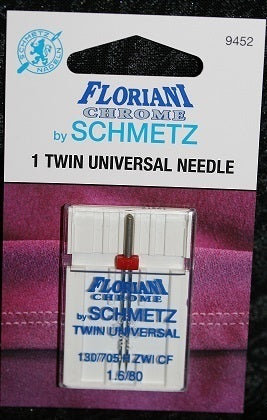 SCHMETZ
NADELN
9452
FLORIANI
CHROME
by SCHMETZ
1 TWIN UNIVERSAL NEEDLE
FLORIANI
CHROME
by SCHMETZ
TWIN UNIVERSAL
130/705 H ZWI CF
1.6/80